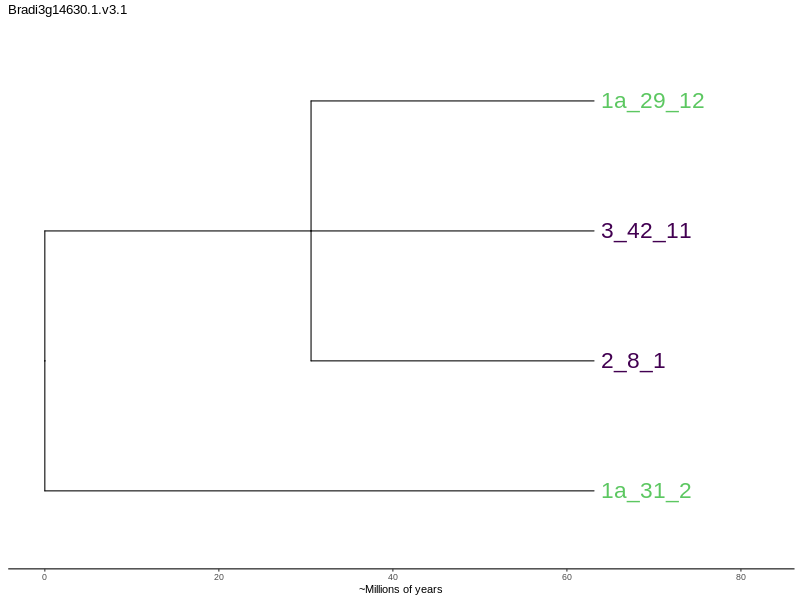 Bradi3g14630.1.v3.1
1a_29_12
3_42_11
2_8_1
1a_31_2
0 20 40 60 80
~Millions of years